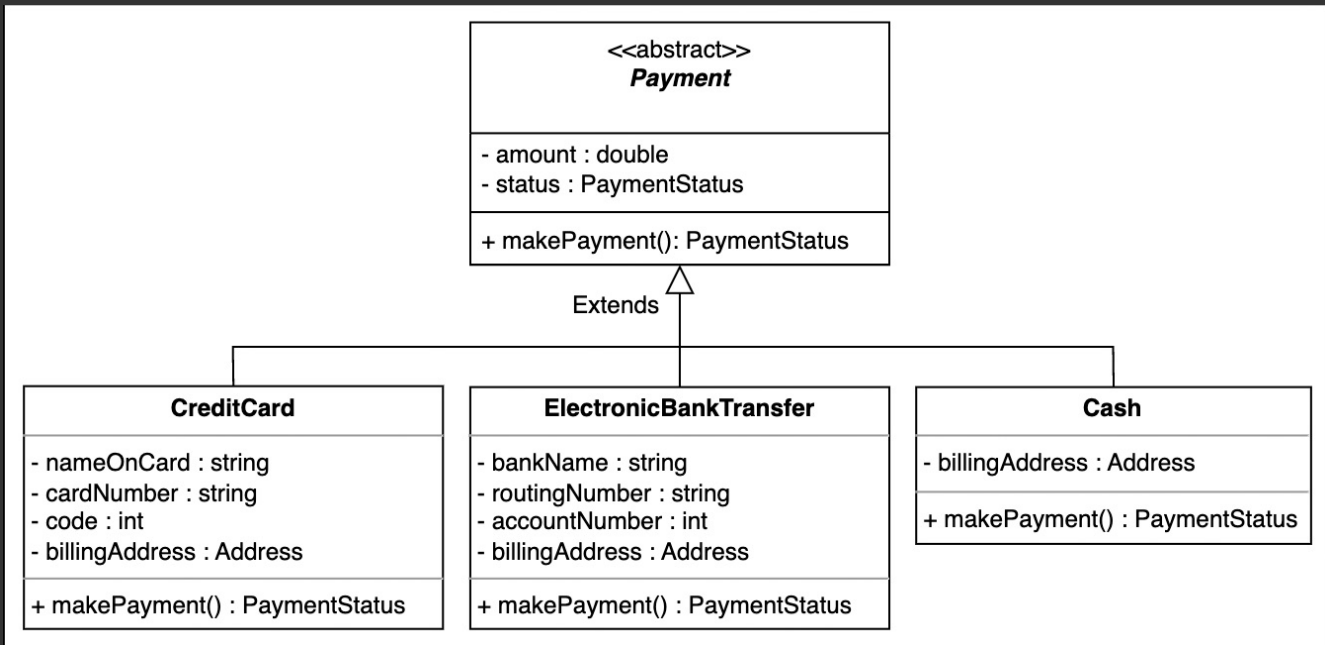 <<abstract>>
Payment
- amount : double
- status : PaymentStatus
+ makePayment(): PaymentStatus
Extends
CreditCard
- nameOnCard : string
- cardNumber : string
- code : int
- billingAddress : Address
+ makePayment() : PaymentStatus
ElectronicBankTransfer
- bankName : string
- routingNumber : string
- accountNumber : int
- billingAddress : Address
+ makePayment() : PaymentStatus
Cash
- billingAddress : Address
+ makePayment() : PaymentStatus